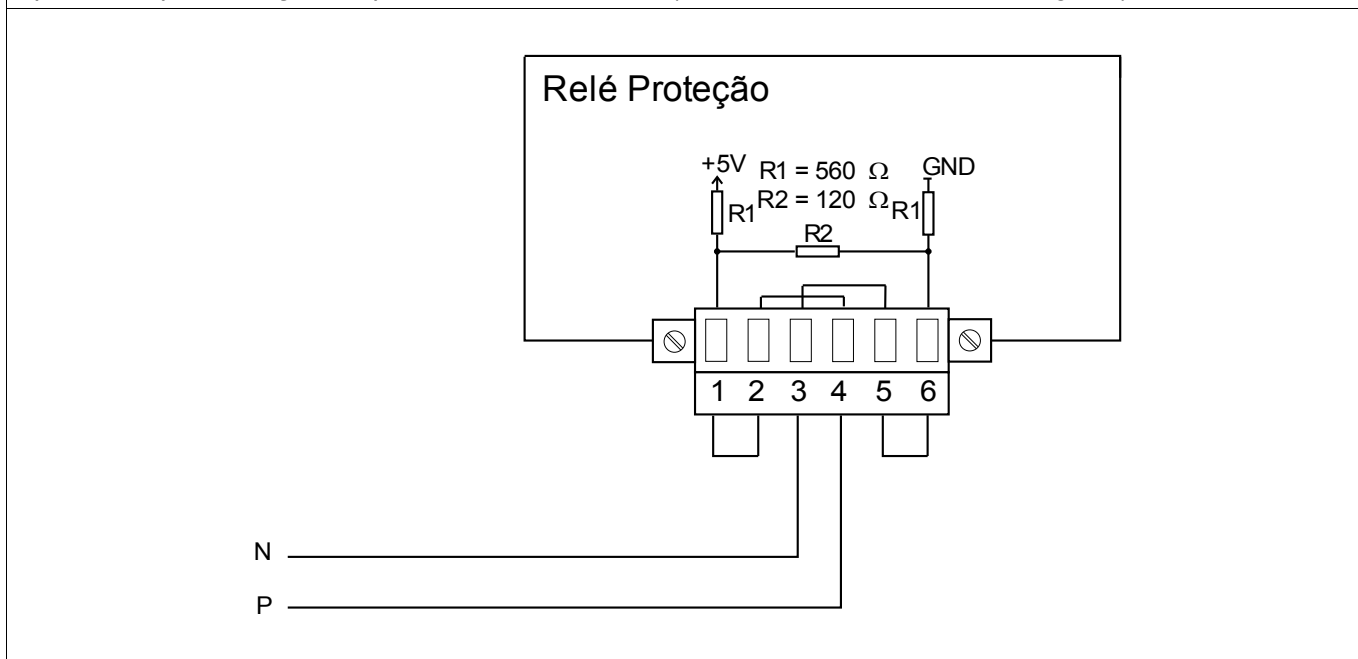 Relé Proteção
+5V R1 = 560 Ω GND
R1 R2 = 120 Ω R1
R2
1 2 3 4 5 6
N
P